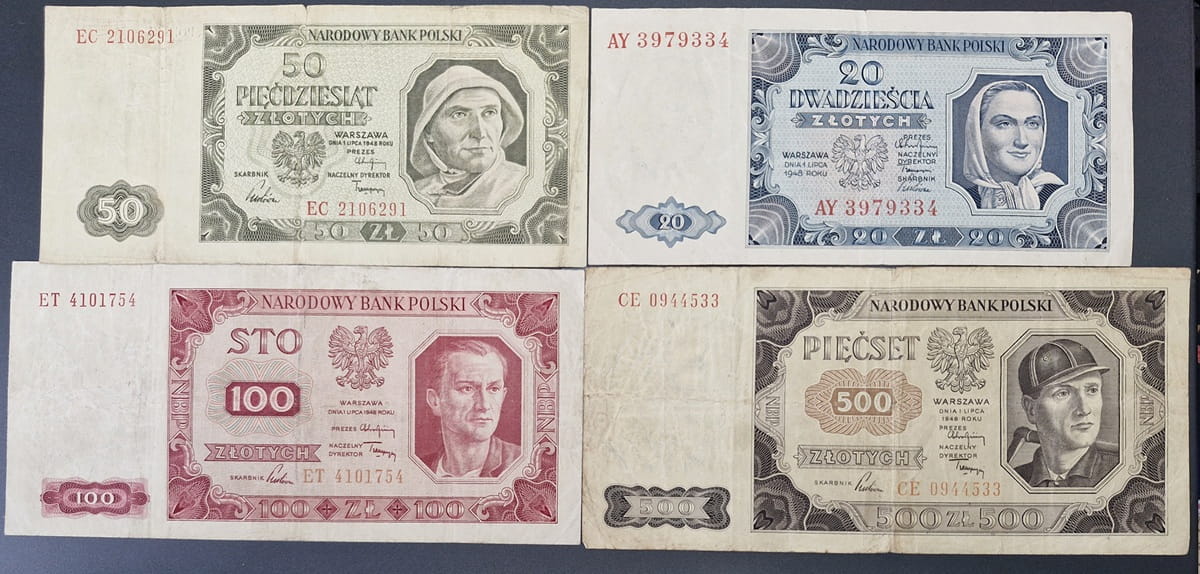 EC 2106291
NARODOWY BANK POLSKI
50
PIĘĆDZIESIĄT
ZŁOTYCH
WARSZAWA
DNIA 1 LIPCA 1948 ROKU
PREZES
SKARBNIK
NACZELNY DYREKTOR
EC 2106291
50
50 ZŁ 50
AY 3979334
NARODOWY BANK POLSKI
20
DWADZIEŚCIA
ZŁOTYCH
WARSZAWA
DNIA 1 LIPCA
1948 ROKU
PREZES
NACZELNY
DYREKTOR
SKARBNIK
AY 3979334
20
20 ZŁ 20
ET 4101754
NARODOWY BANK POLSKI
STO
100
WARSZAWA
DNIA 1 LIPCA 1948 ROKU
PREZES
NACZELNY
DYREKTOR
ZŁOTYCH
SKARBNIK
ET 4101754
NBP
NBP
100
100 + ZŁ + 100
CE 0944533
NARODOWY BANK POLSKI
PIĘĆSET
500
WARSZAWA
DNIA 1 LIPCA
1948 ROKU
PREZES
NACZELNY
DYREKTOR
ZŁOTYCH
SKARBNIK
CE 0944533
NBP
NBP
500
500 ZŁ 500